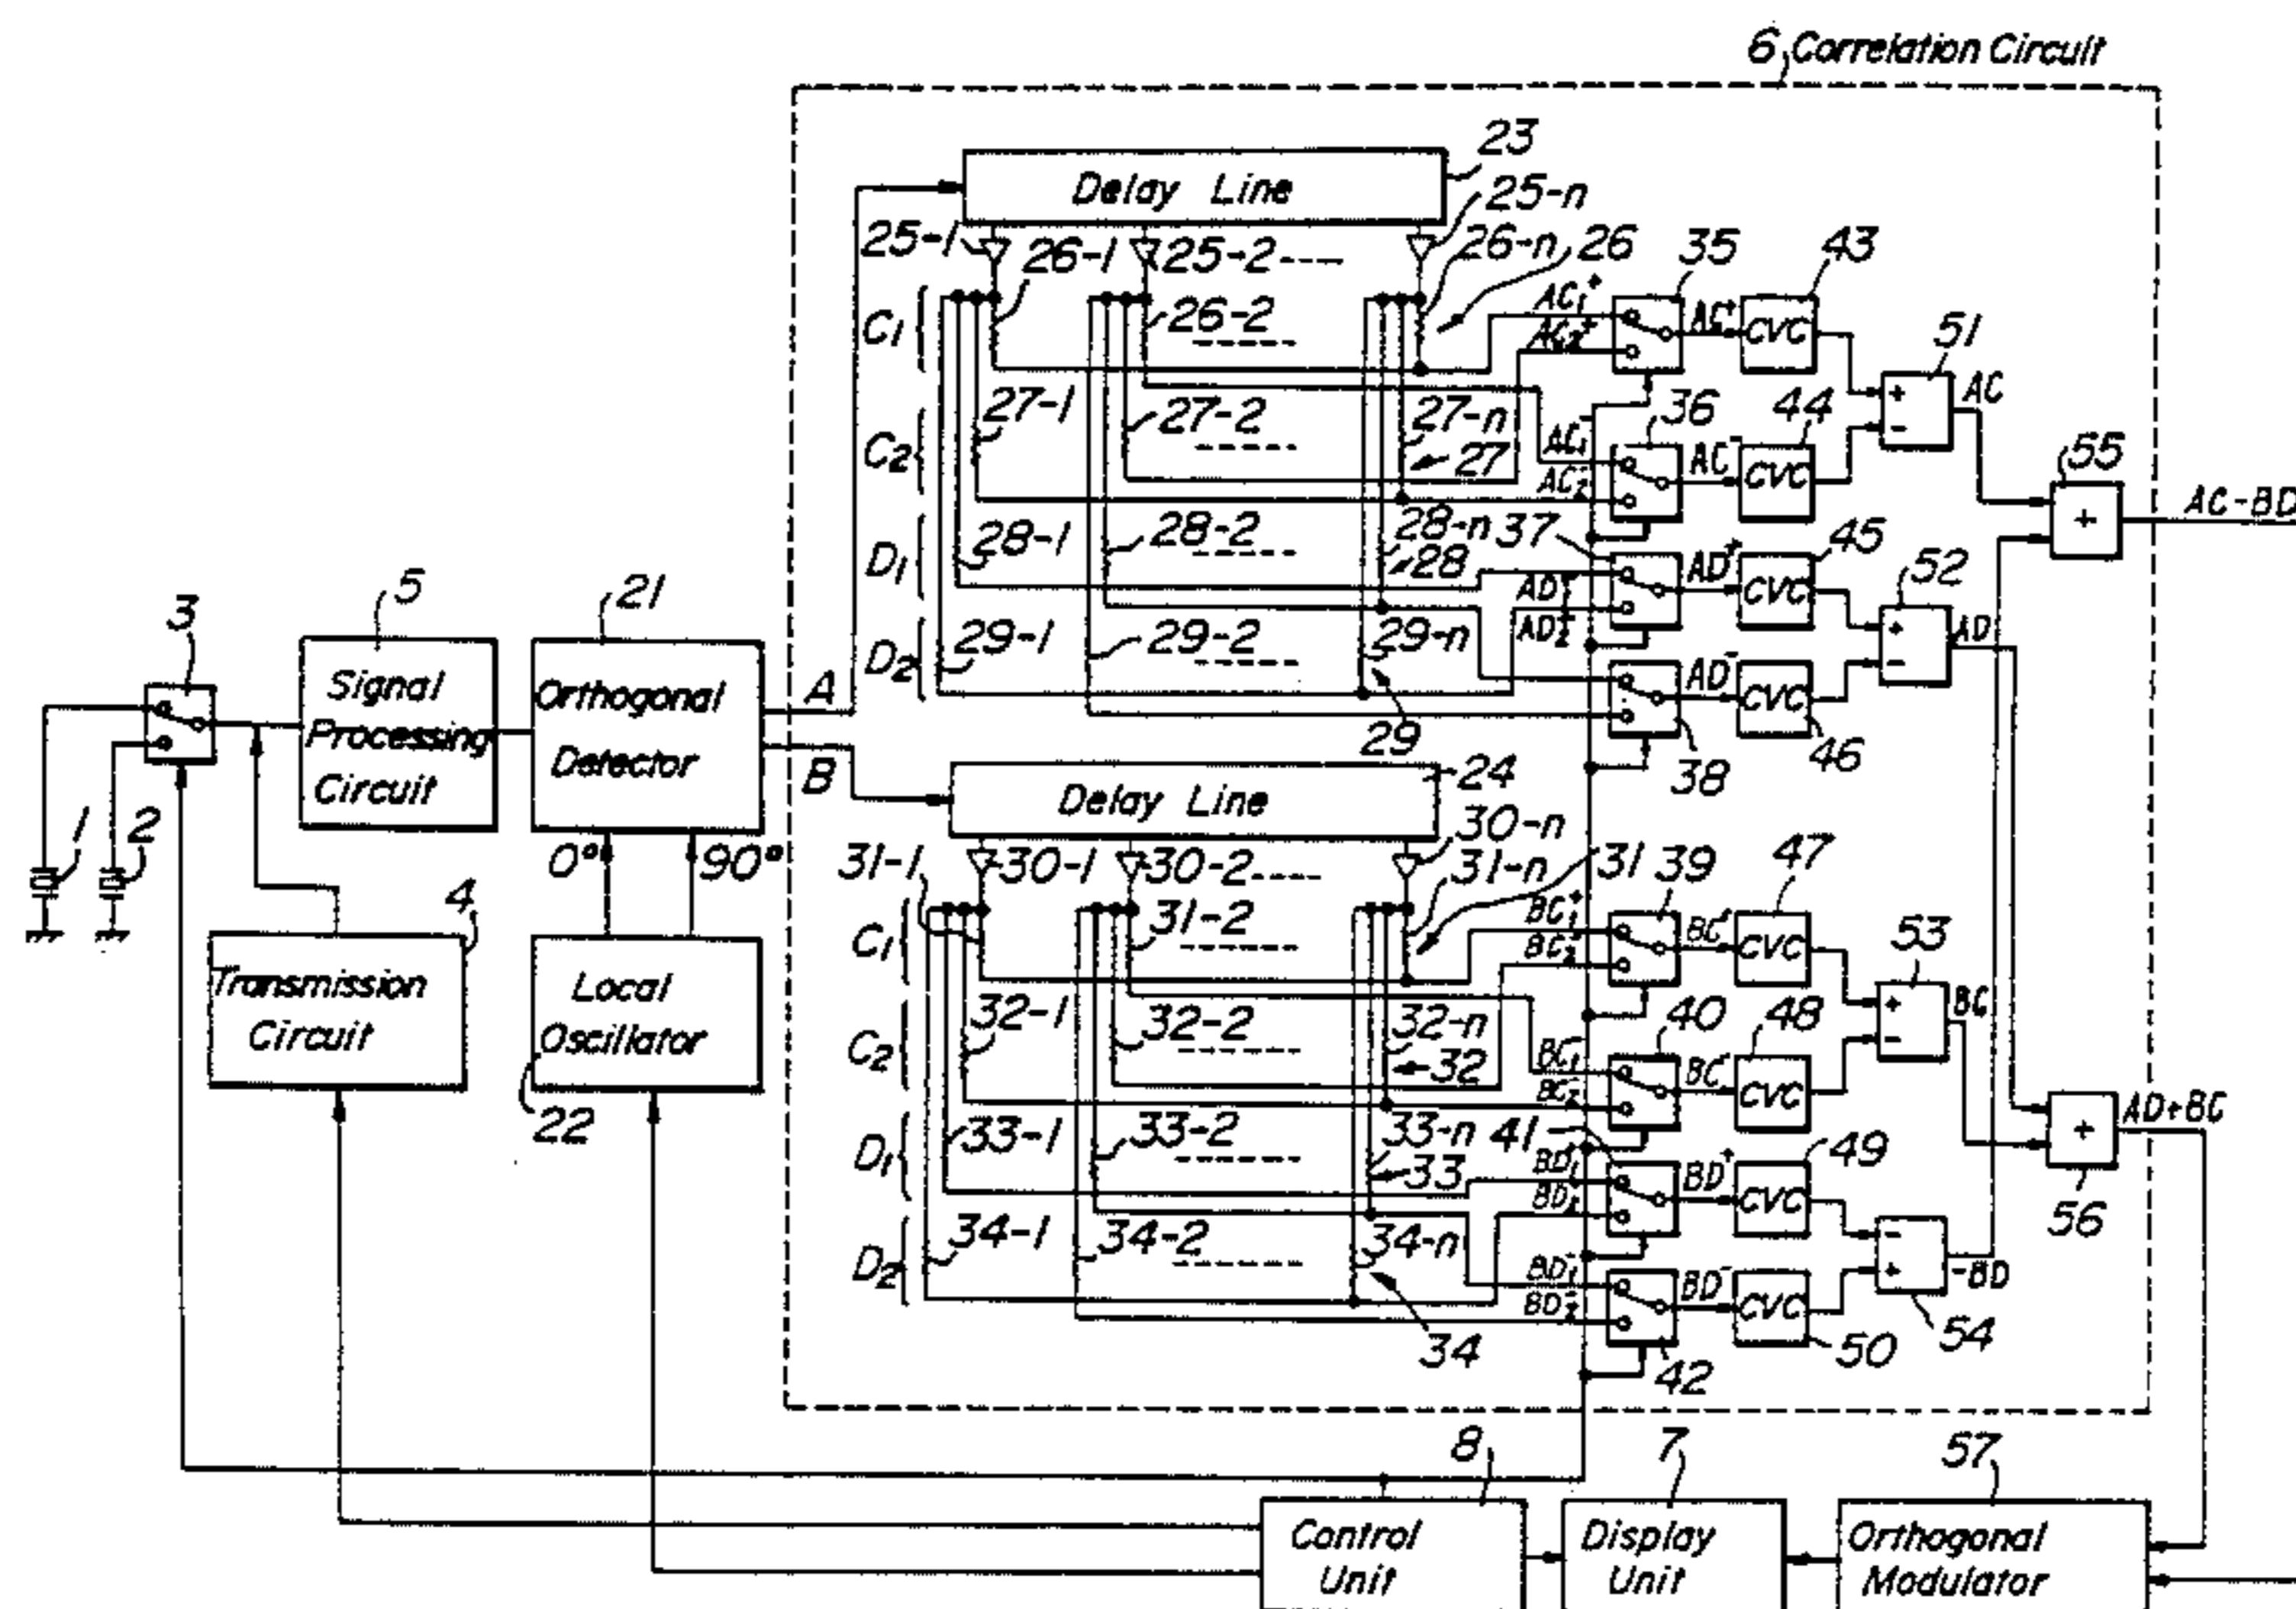 6 Correlation Circuit
23
Delay Line
25-n
25-1
26-1
25-2
26-n
26
35
43
C1
26-2
AC1+
AC2+
AC+
CVC
51
AC
27-1
27-2
27-n
36
44
C2
27
AC1-
AC2-
AC-
CVC
+
-
55
+
AC-BD
28-1
28-2
28-n
37
45
52
D1
28
AD+
CVC
AD
29-1
29-2
29-n
D2
29
AD-
CVC
+
-
38
46
3
5
21
Signal
Processing
Circuit
Orthogonal
Detector
A
B
1
2
0°
90°
4
Transmission
Circuit
Local
Oscillator
22
24
Delay Line
30-n
31-1
30-1
30-2
31-n
31
39
47
C1
31-2
BC1+
BC2+
BC+
CVC
53
BC
32-1
32-2
32-n
40
48
C2
32
BC1-
BC2-
BC-
CVC
+
-
AD+BC
+
56
33-1
33-2
33-n
41
49
D1
33
BD+
CVC
34-1
34-2
34-n
D2
34
BD1-
BD2-
BD-
CVC
-
+
-BD
54
42
50
8
7
57
Control
Unit
Display
Unit
Orthogonal
Modulator